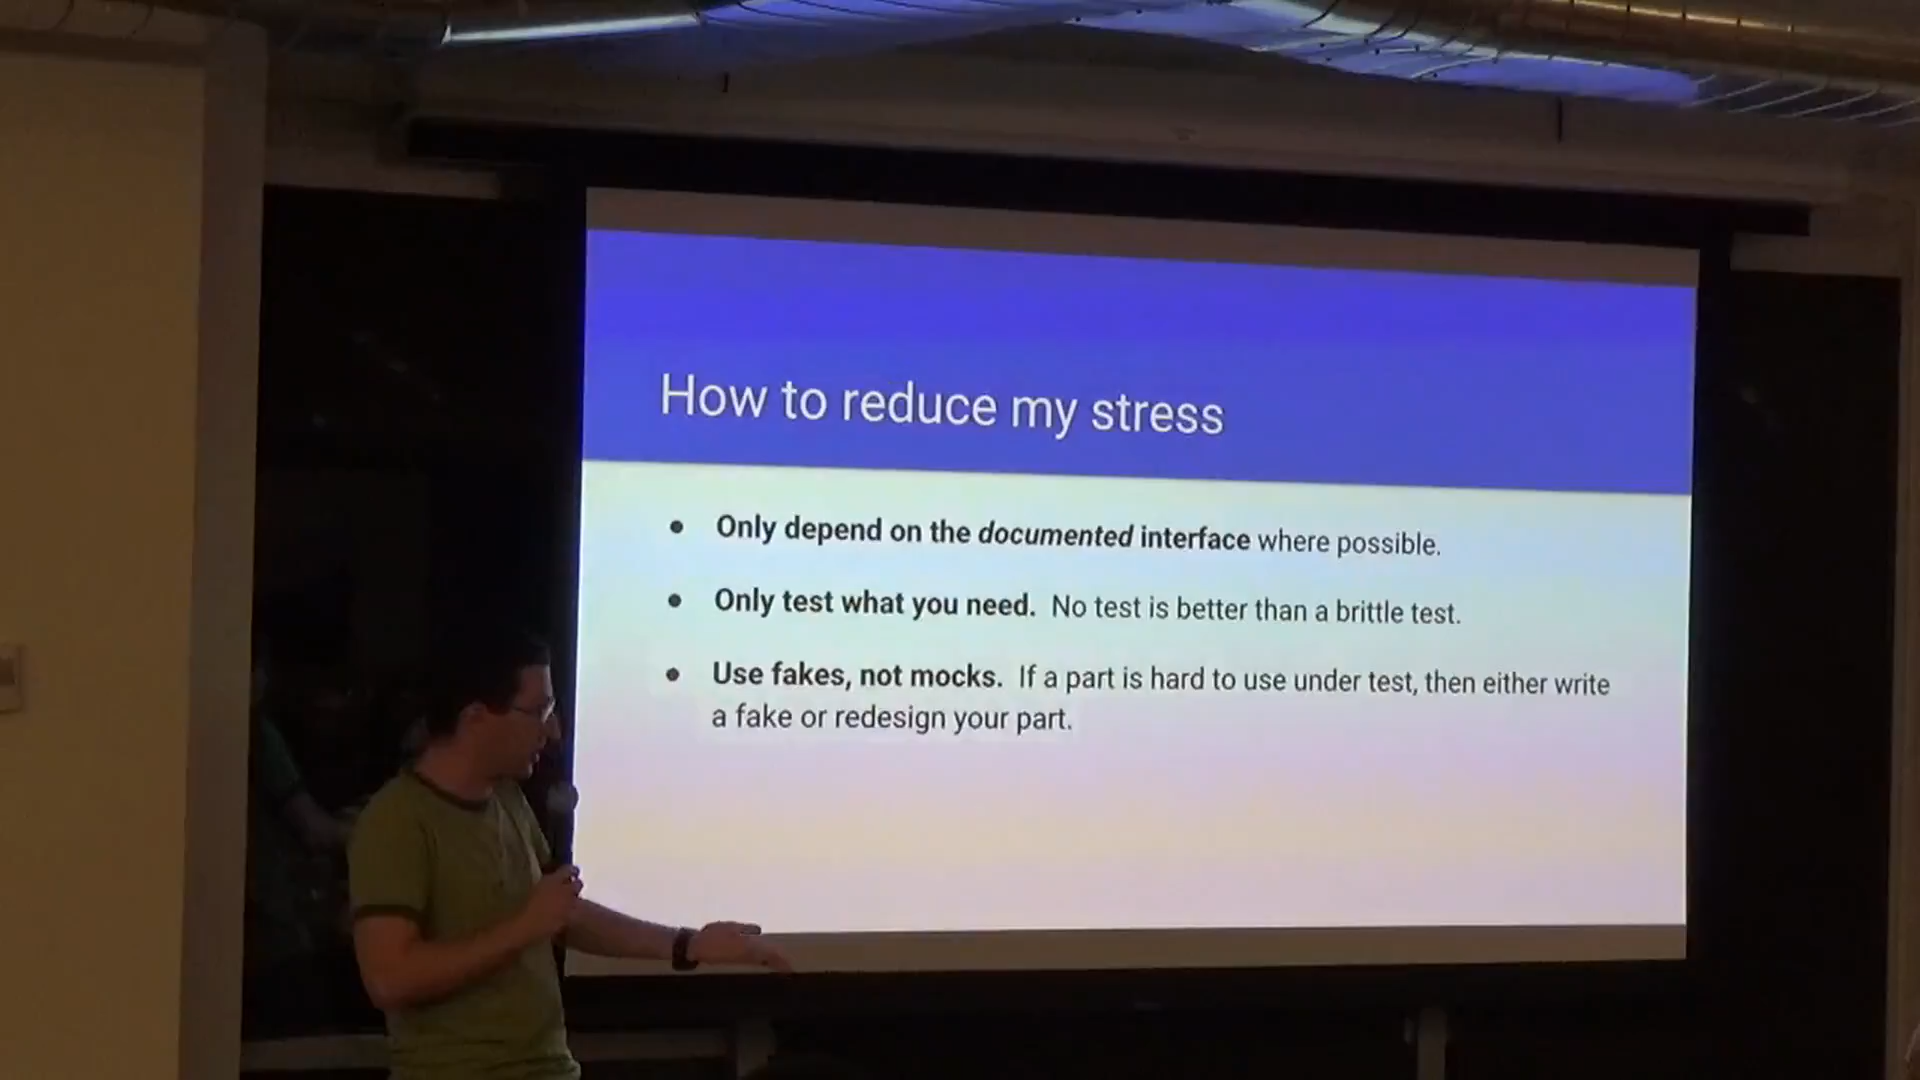 How to reduce my stress
• Only depend on the documented interface where possible.
• Only test what you need. No test is better than a brittle test.
• Use fakes, not mocks. If a part is hard to use under test, then either write
a fake or redesign your part.